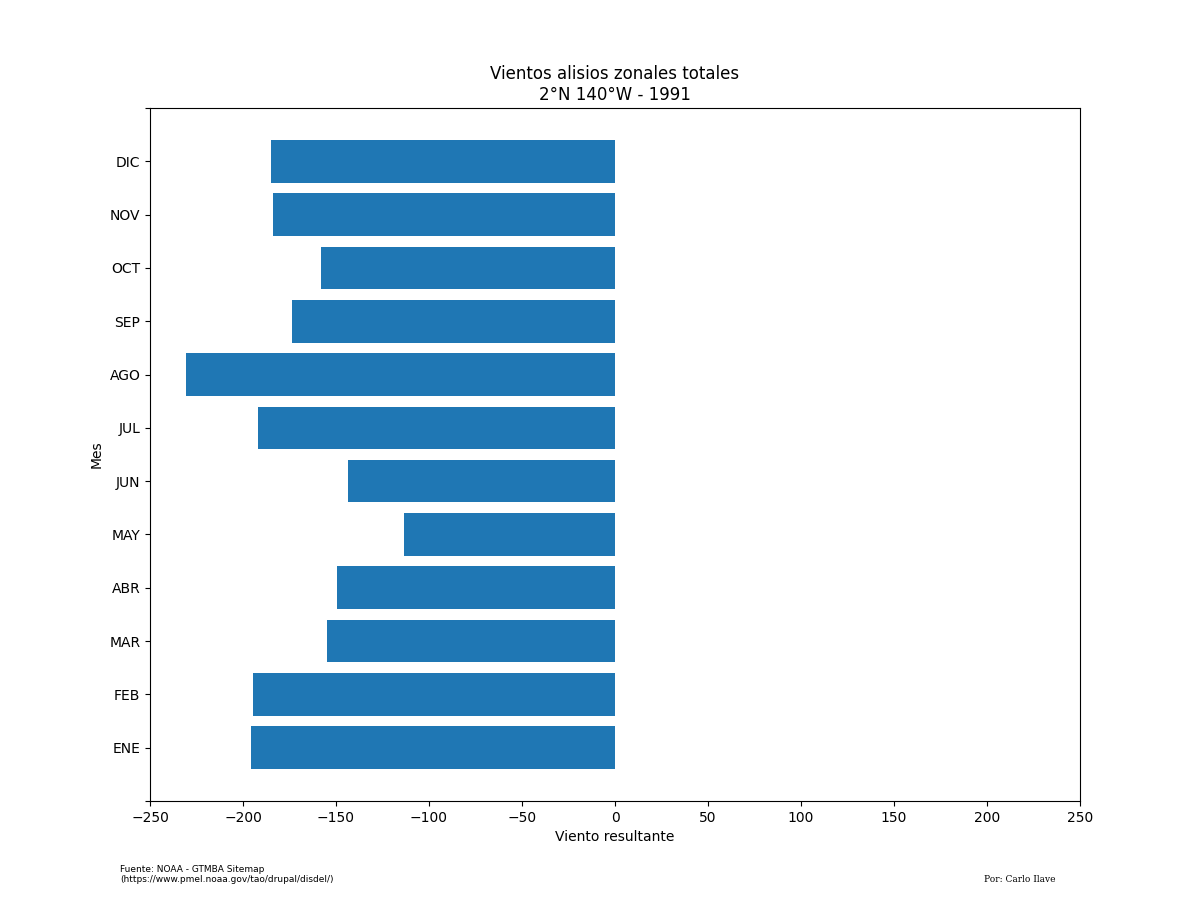 Vientos alisios zonales totales
2°N 140°W - 1991
DIC
NOV
OCT
SEP
AGO
JUL
JUN
MAY
ABR
MAR
FEB
ENE
Mes
−250 −200 −150 −100 −50 0 50 100 150 200 250
Viento resultante
Fuente: NOAA - GTMBA Sitemap
(https://www.pmel.noaa.gov/tao/drupal/disdel/)
Por: Carlo Ilave